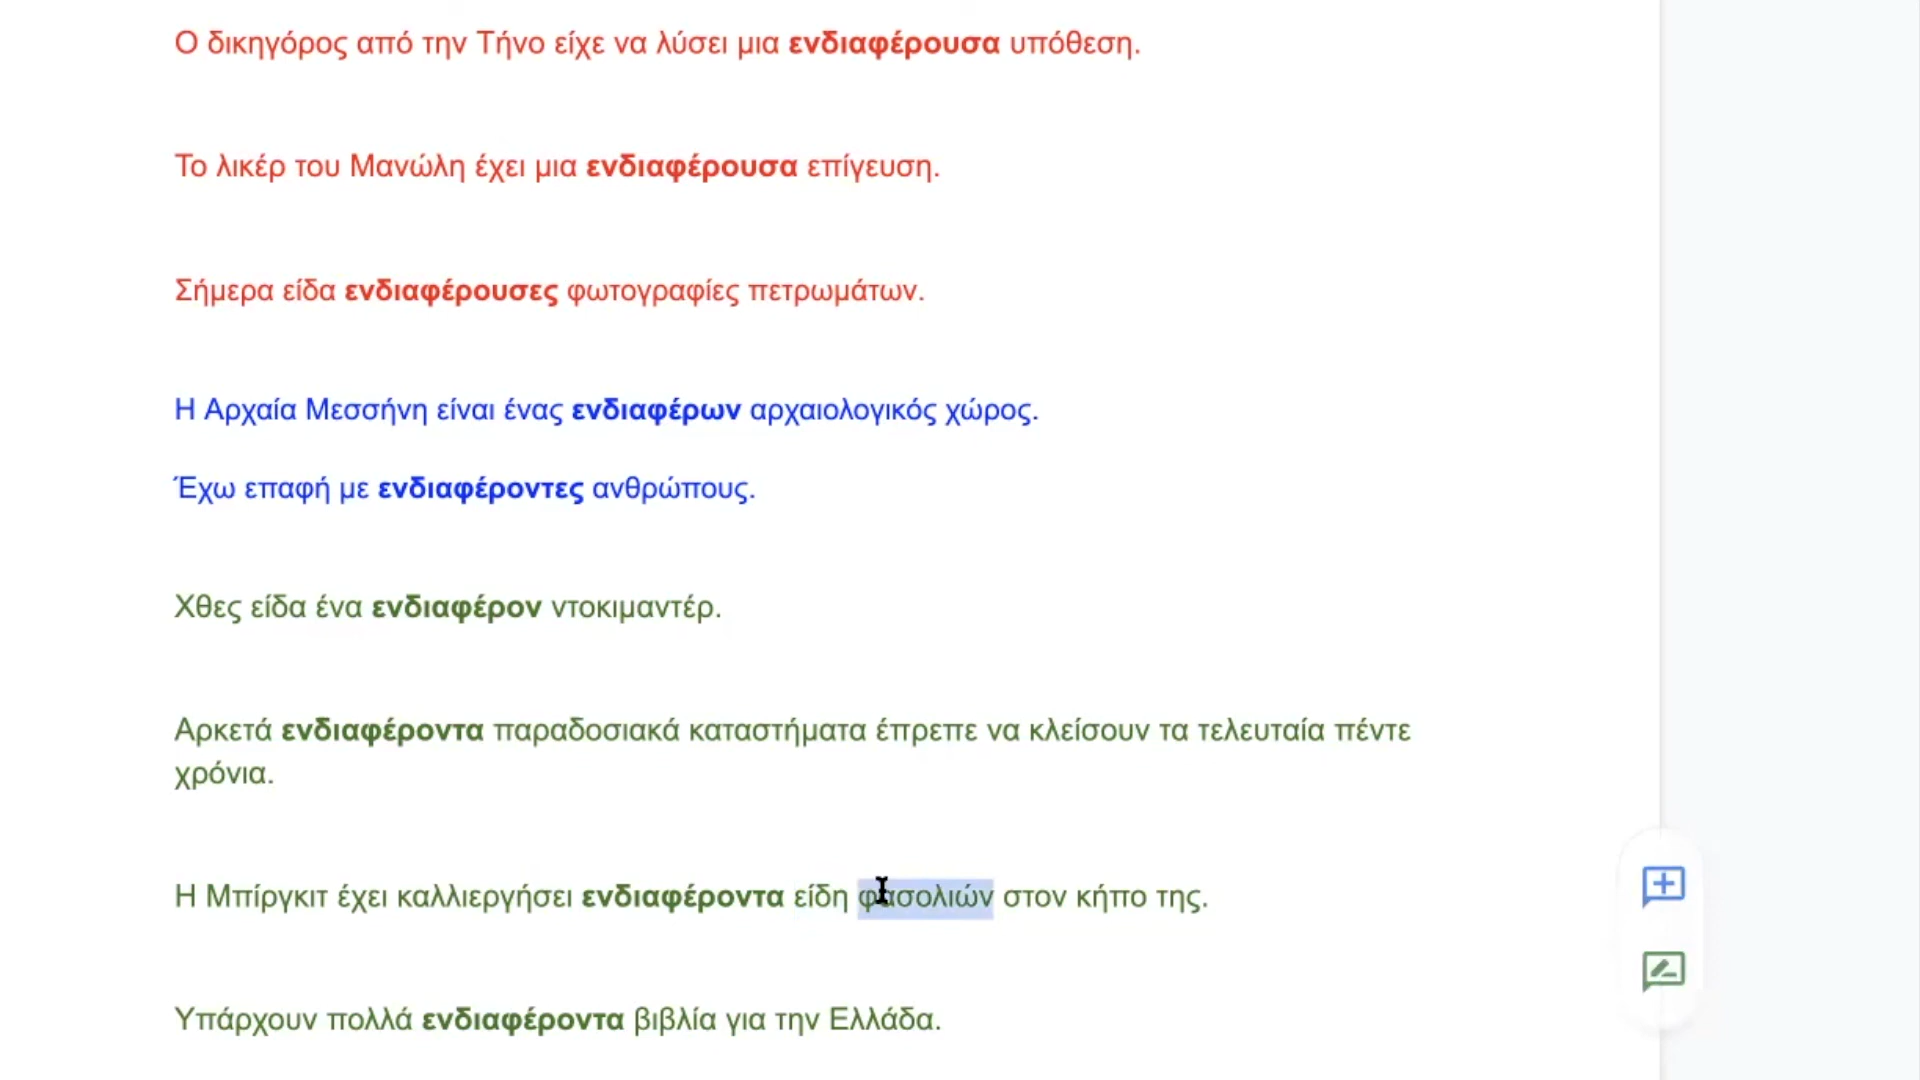 Ο δικηγόρος από την Τήνο είχε να λύσει μια ενδιαφέρουσα υπόθεση.
Το λικέρ του Μανώλη έχει μια ενδιαφέρουσα επίγευση.
Σήμερα είδα ενδιαφέρουσες φωτογραφίες πετρωμάτων.
Η Αρχαία Μεσσήνη είναι ένας ενδιαφέρων αρχαιολογικός χώρος.
Έχω επαφή με ενδιαφέροντες ανθρώπους.
Χθες είδα ένα ενδιαφέρον ντοκιμαντέρ.
Αρκετά ενδιαφέροντα παραδοσιακά καταστήματα έπρεπε να κλείσουν τα τελευταία πέντε
χρόνια.
Η Μπίργκιτ έχει καλλιεργήσει ενδιαφέροντα είδη φασολιών στον κήπο της.
Υπάρχουν πολλά ενδιαφέροντα βιβλία για την Ελλάδα.